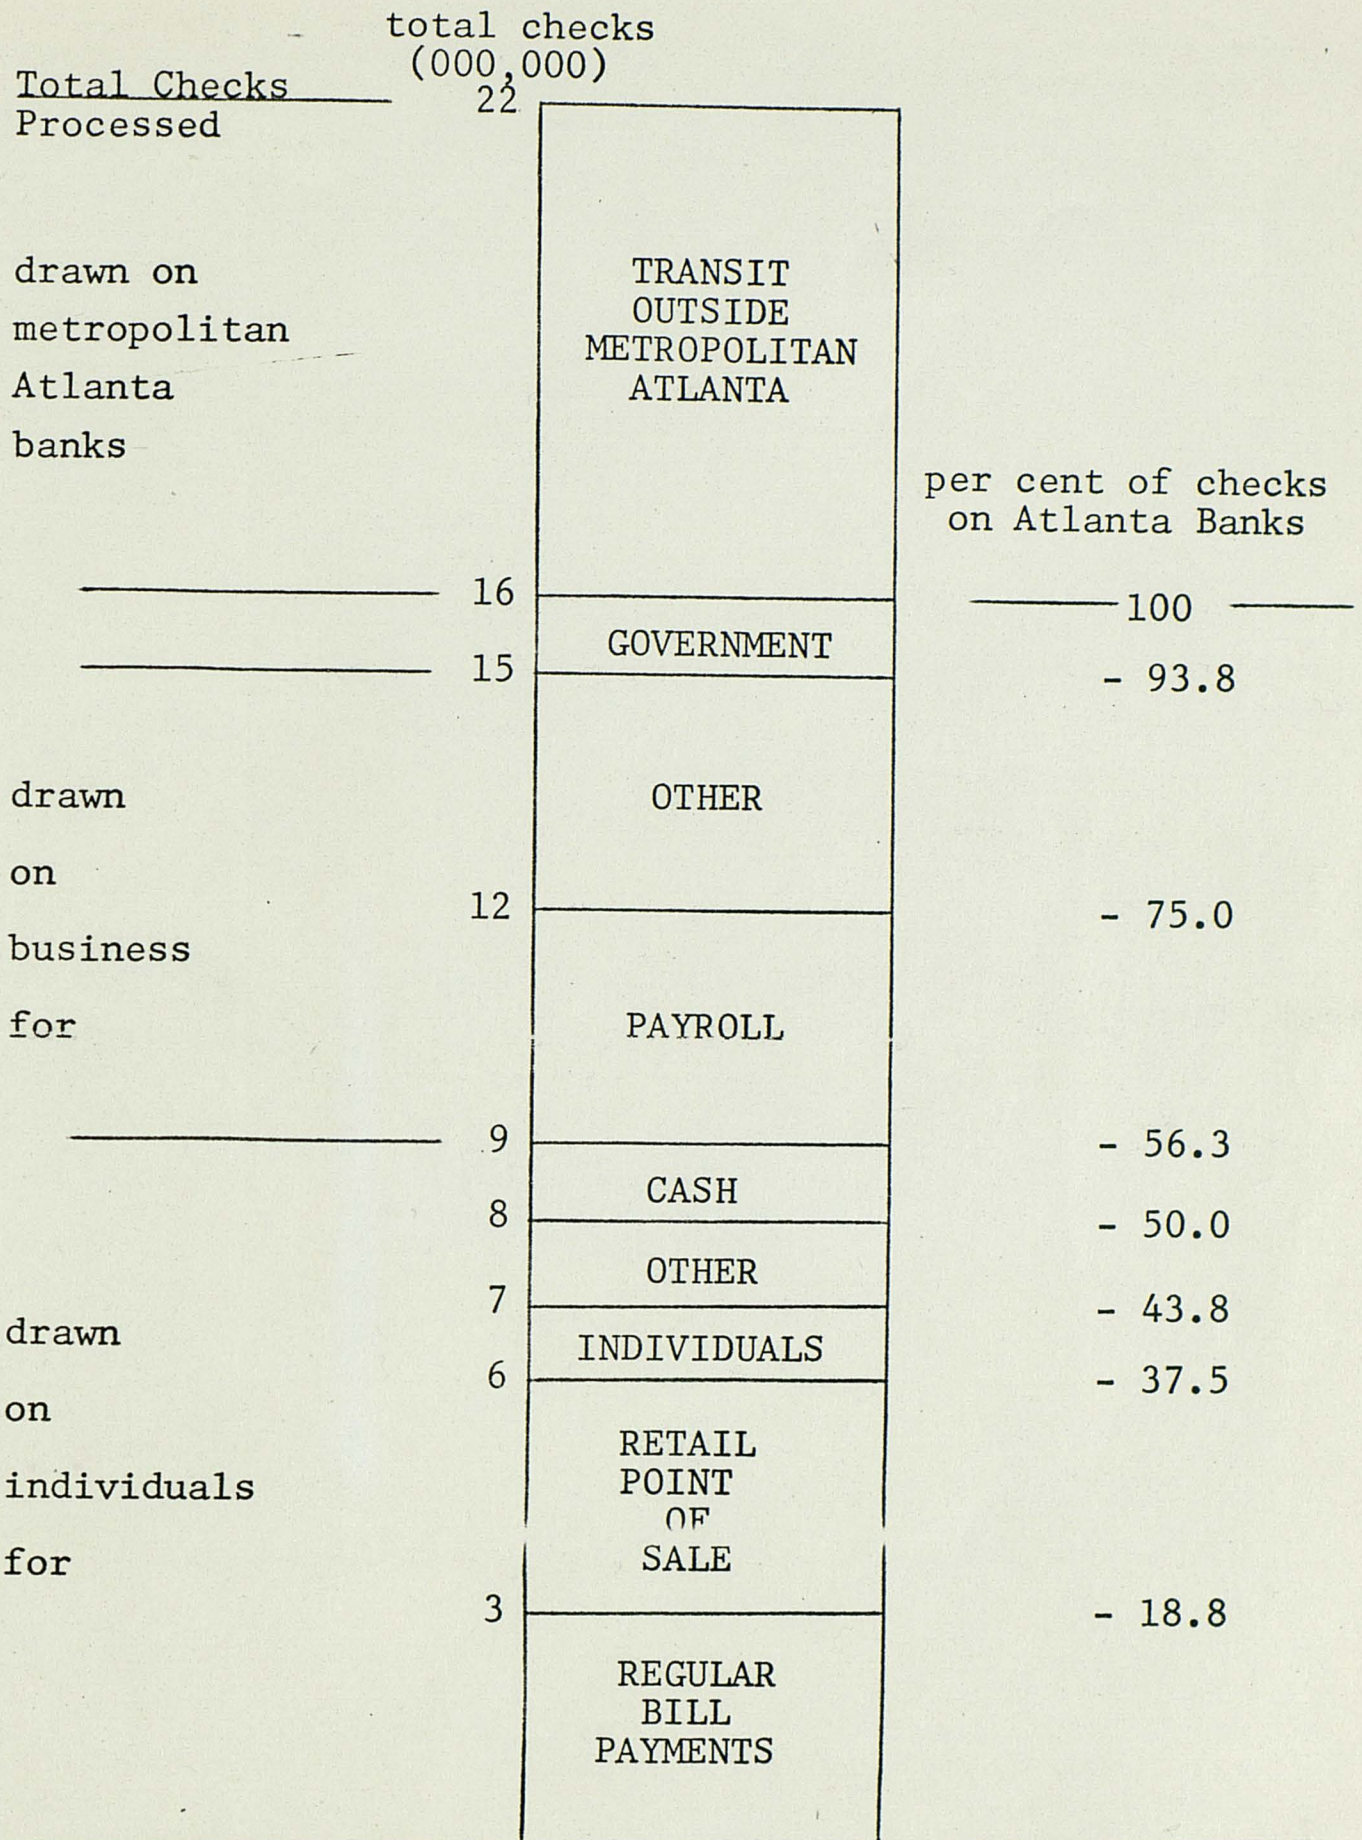 total checks
(000,000)
Total Checks
Processed
22
drawn on
metropolitan
Atlanta
banks
TRANSIT
OUTSIDE
METROPOLITAN
ATLANTA
per cent of checks
on Atlanta Banks
16
100
GOVERNMENT
15
- 93.8
drawn
on
business
for
OTHER
12
- 75.0
PAYROLL
9
- 56.3
CASH
8
- 50.0
OTHER
7
- 43.8
drawn
on
individuals
for
INDIVIDUALS
6
- 37.5
RETAIL
POINT
OF
SALE
3
- 18.8
REGULAR
BILL
PAYMENTS